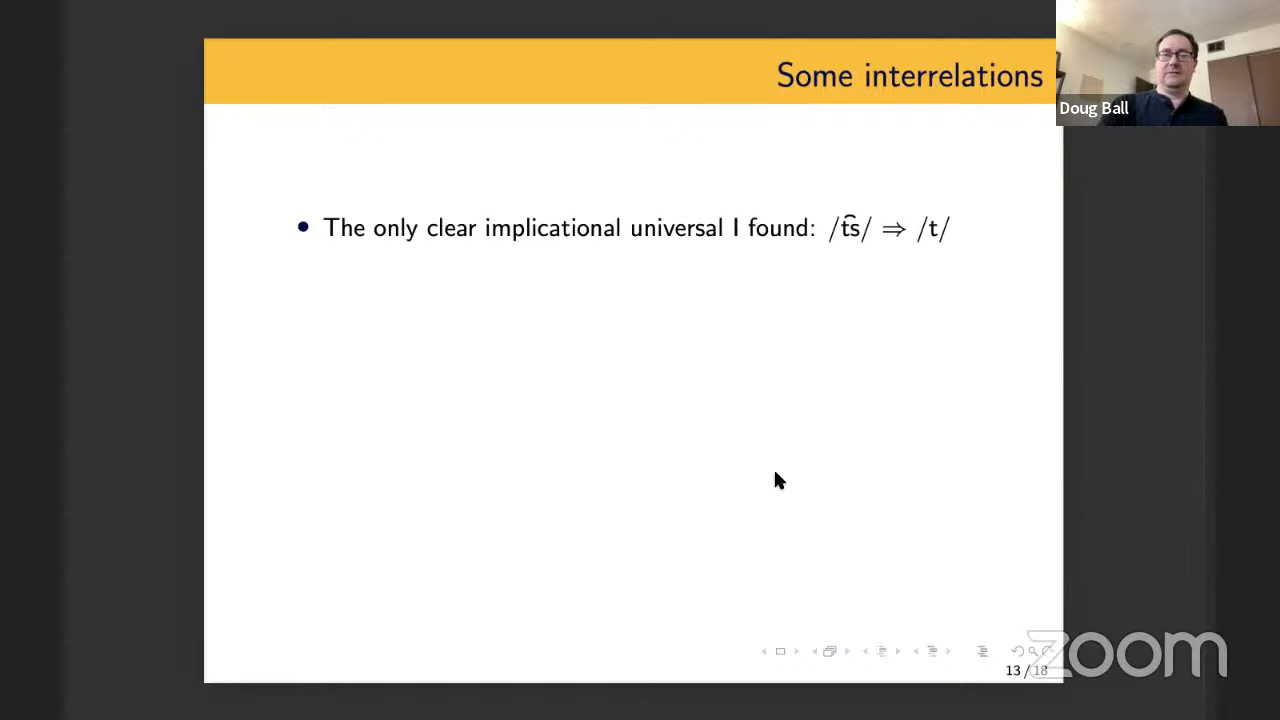 Some interrelations
Doug Ball
• The only clear implicational universal I found: /t͡s/ ⇒ /t/
13 / 18
zoom